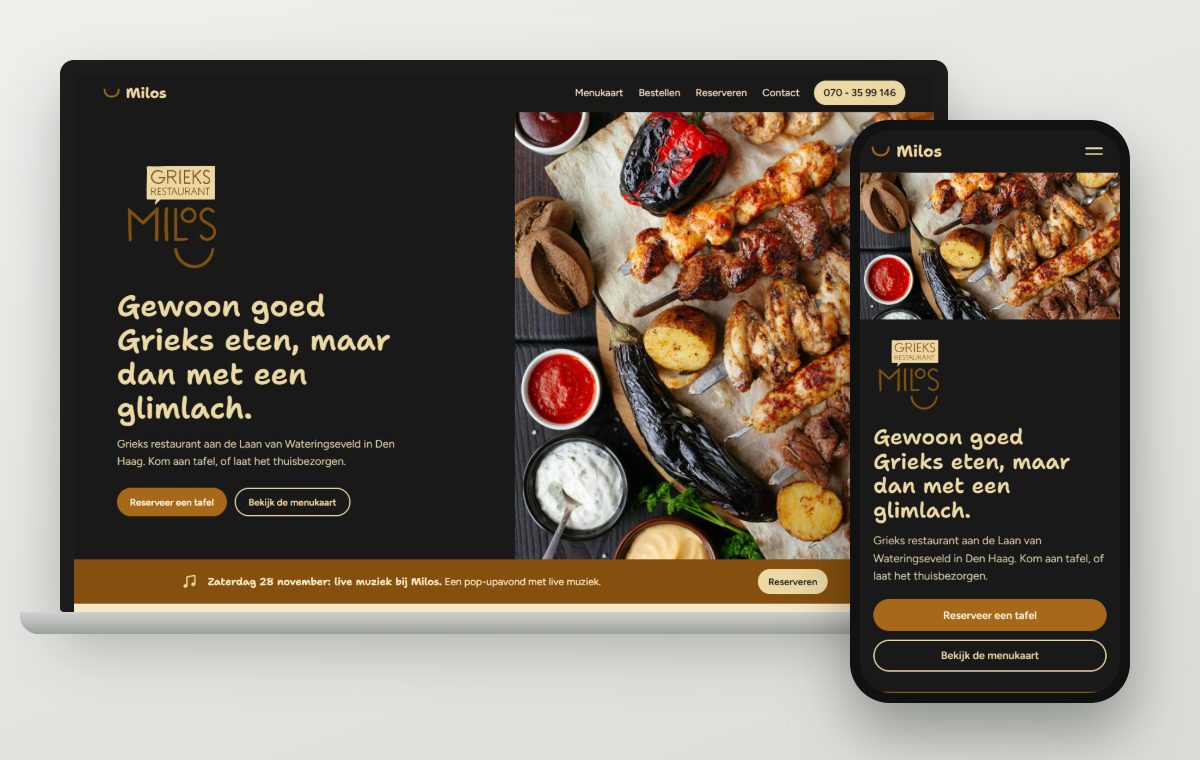 Milos
Menukaart Bestellen Reserveren Contact 070 - 35 99 146
GRIEKS
RESTAURANT
MILOS
Gewoon goed
Grieks eten, maar
dan met een
glimlach.
Grieks restaurant aan de Laan van Wateringseveld in Den
Haag. Kom aan tafel, of laat het thuisbezorgen.
Reserveer een tafel
Bekijk de menukaart
Zaterdag 28 november: live muziek bij Milos. Een pop-upavond met live muziek.
Reserveren
Milos
GRIEKS
RESTAURANT
MILOS
Gewoon goed
Grieks eten, maar
dan met een
glimlach.
Grieks restaurant aan de Laan van
Wateringseveld in Den Haag. Kom aan tafel, of
laat het thuisbezorgen.
Reserveer een tafel
Bekijk de menukaart